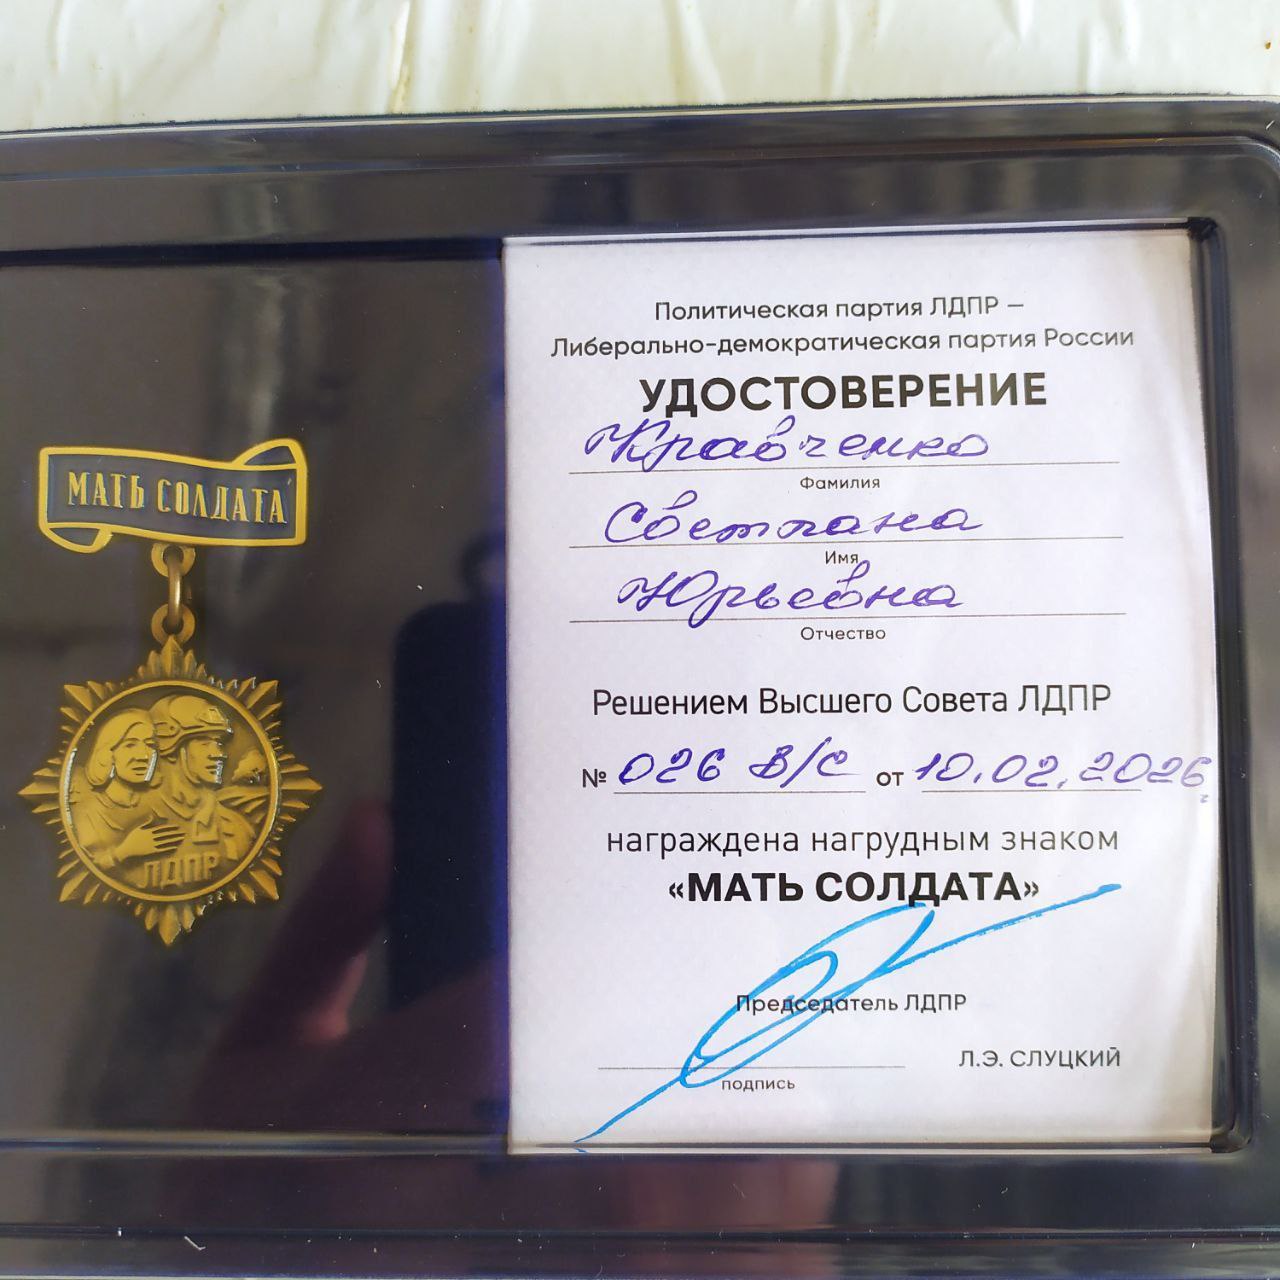 МАТЬ СОЛДАТА
ЛДПР
Политическая партия ЛДПР –
Либерально-демократическая партия России
УДОСТОВЕРЕНИЕ
Кравченко
Фамилия
Светлана
Имя
Юрьевна
Отчество
Решением Высшего Совета ЛДПР
№ 026 В/С от 10.02.2026г
награждена нагрудным знаком
«МАТЬ СОЛДАТА»
Председатель ЛДПР
Л.Э. СЛУЦКИЙ
подпись